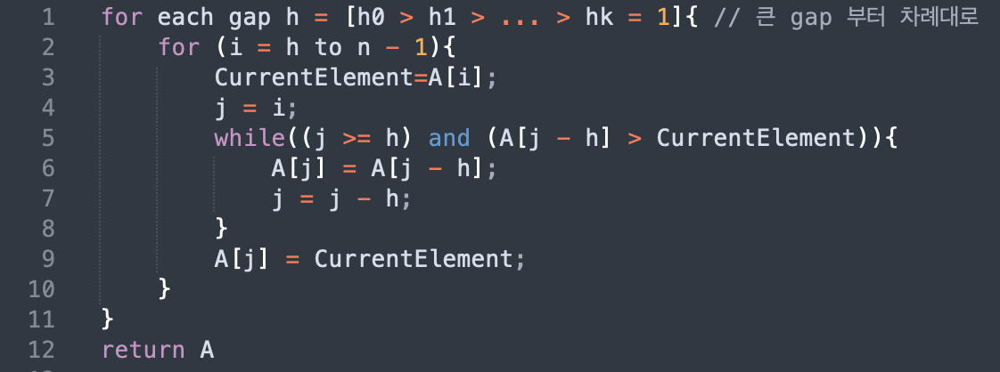 1 for each gap h = [h0 > h1 > ... > hk = 1]{ // 큰 gap 부터 차례대로
2 for (i = h to n - 1){
3 CurrentElement=A[i];
4 j = i;
5 while((j >= h) and (A[j - h] > CurrentElement)){
6 A[j] = A[j - h];
7 j = j - h;
8 }
9 A[j] = CurrentElement;
10 }
11 }
12 return A